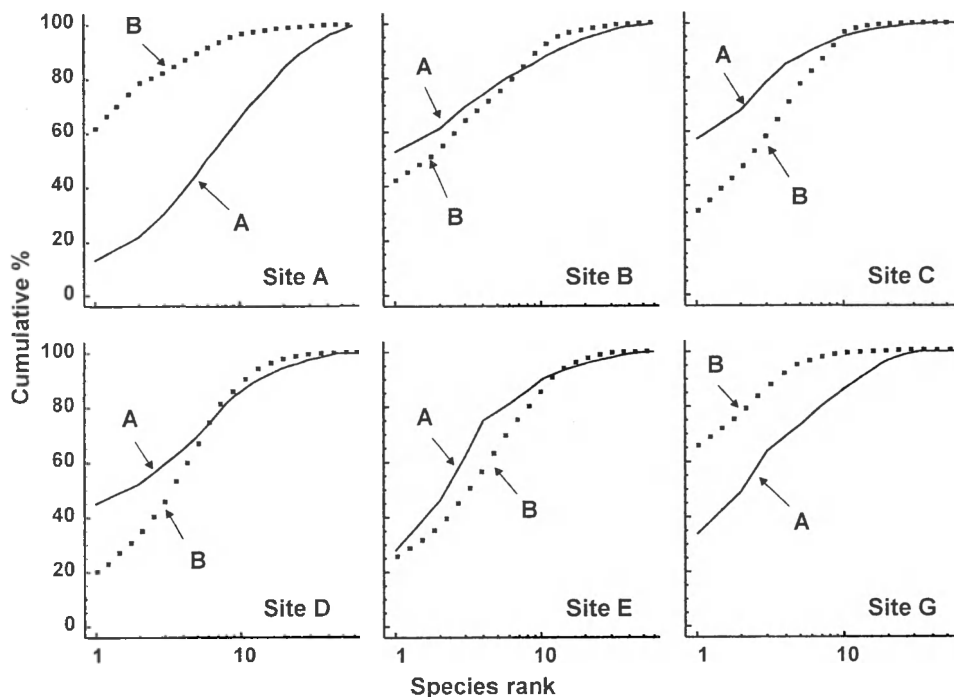 100
80
60
40
20
0
B
A
Site A
A
B
Site B
A
B
Site C
Cumulative %
100
80
60
40
20
0
A
B
Site D
A
B
Site E
B
A
Site G
1 10
1 10
1 10
Species rank